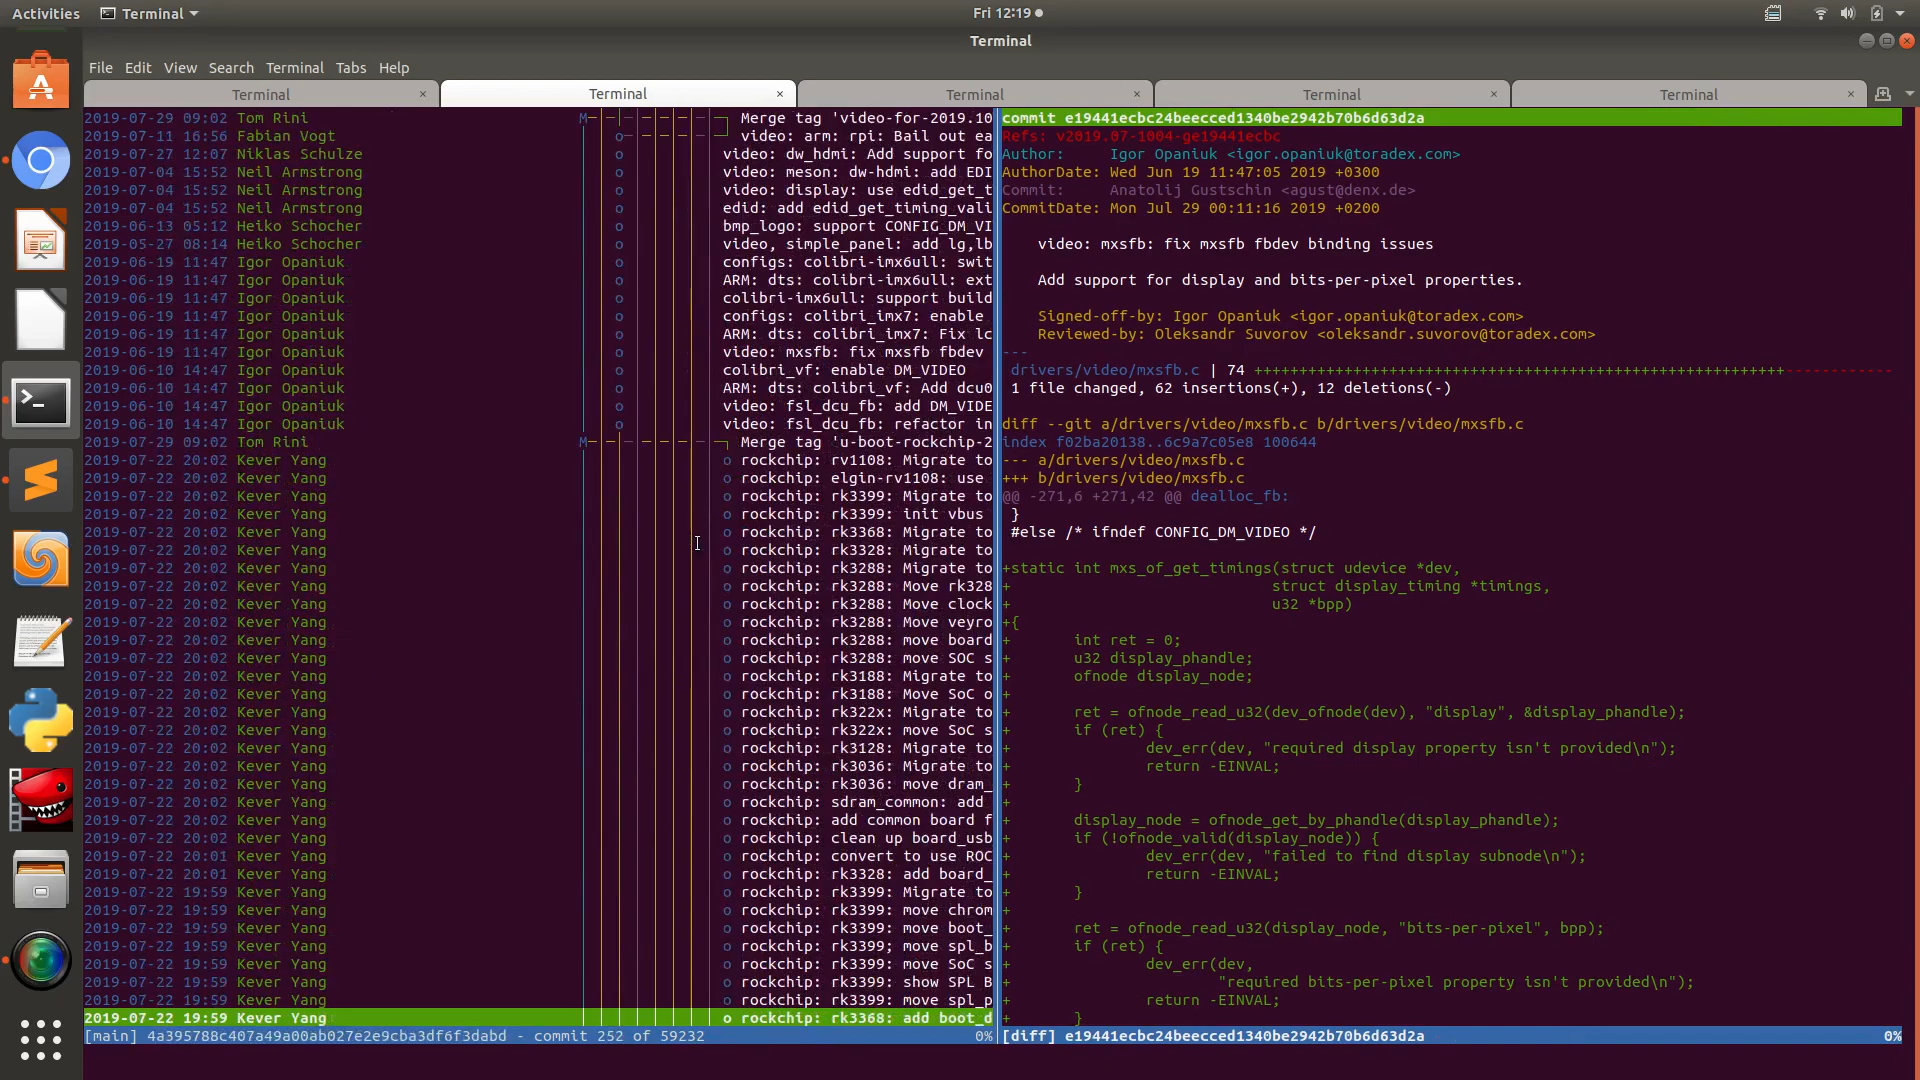 Activities Terminal Fri 12:19
Terminal
File Edit View Search Terminal Tabs Help
Terminal × Terminal × Terminal × Terminal × Terminal ×
2019-07-29 09:02 Tom Rini M Merge tag 'video-for-2019.10
2019-07-11 16:56 Fabian Vogt o video: arm: rpi: Bail out ea
2019-07-27 12:07 Niklas Schulze o video: dw_hdmi: Add support fo
2019-07-04 15:52 Neil Armstrong o video: meson: dw-hdmi: add EDI
2019-07-04 15:52 Neil Armstrong o video: display: use edid_get_t
2019-07-04 15:52 Neil Armstrong o edid: add edid_get_timing_vali
2019-06-13 05:12 Heiko Schocher o bmp_logo: support CONFIG_DM_VI
2019-05-27 08:14 Heiko Schocher o video, simple_panel: add lg,lb
2019-06-19 11:47 Igor Opaniuk o configs: colibri-imx6ull: swit
2019-06-19 11:47 Igor Opaniuk o ARM: dts: colibri-imx6ull: ext
2019-06-19 11:47 Igor Opaniuk o colibri-imx6ull: support build
2019-06-19 11:47 Igor Opaniuk o configs: colibri_imx7: enable
2019-06-19 11:47 Igor Opaniuk o ARM: dts: colibri_imx7: Fix lc
2019-06-19 11:47 Igor Opaniuk o video: mxsfb: fix mxsfb fbdev
2019-06-10 14:47 Igor Opaniuk o colibri_vf: enable DM_VIDEO
2019-06-10 14:47 Igor Opaniuk o ARM: dts: colibri_vf: Add dcu0
2019-06-10 14:47 Igor Opaniuk o video: fsl_dcu_fb: add DM_VIDE
2019-06-10 14:47 Igor Opaniuk o video: fsl_dcu_fb: refactor in
2019-07-29 09:02 Tom Rini M Merge tag 'u-boot-rockchip-2
2019-07-22 20:02 Kever Yang o rockchip: rv1108: Migrate to
2019-07-22 20:02 Kever Yang o rockchip: elgin-rv1108: use
2019-07-22 20:02 Kever Yang o rockchip: rk3399: Migrate to
2019-07-22 20:02 Kever Yang o rockchip: rk3399: init vbus
2019-07-22 20:02 Kever Yang o rockchip: rk3368: Migrate to
2019-07-22 20:02 Kever Yang o rockchip: rk3328: Migrate to
2019-07-22 20:02 Kever Yang o rockchip: rk3288: Migrate to
2019-07-22 20:02 Kever Yang o rockchip: rk3288: Move rk328
2019-07-22 20:02 Kever Yang o rockchip: rk3288: Move clock
2019-07-22 20:02 Kever Yang o rockchip: rk3288: Move veyro
2019-07-22 20:02 Kever Yang o rockchip: rk3288: move board
2019-07-22 20:02 Kever Yang o rockchip: rk3288: move SOC s
2019-07-22 20:02 Kever Yang o rockchip: rk3188: Migrate to
2019-07-22 20:02 Kever Yang o rockchip: rk3188: Move SoC o
2019-07-22 20:02 Kever Yang o rockchip: rk322x: Migrate to
2019-07-22 20:02 Kever Yang o rockchip: rk322x: move SoC s
2019-07-22 20:02 Kever Yang o rockchip: rk3128: Migrate to
2019-07-22 20:02 Kever Yang o rockchip: rk3036: Migrate to
2019-07-22 20:02 Kever Yang o rockchip: rk3036: move dram_
2019-07-22 20:02 Kever Yang o rockchip: sdram_common: add
2019-07-22 20:02 Kever Yang o rockchip: add common board f
2019-07-22 20:02 Kever Yang o rockchip: clean up board_usb
2019-07-22 20:01 Kever Yang o rockchip: convert to use ROC
2019-07-22 20:01 Kever Yang o rockchip: rk3328: add board_
2019-07-22 19:59 Kever Yang o rockchip: rk3399: Migrate to
2019-07-22 19:59 Kever Yang o rockchip: rk3399: move chrom
2019-07-22 19:59 Kever Yang o rockchip: rk3399: move boot_
2019-07-22 19:59 Kever Yang o rockchip: rk3399; move spl_b
2019-07-22 19:59 Kever Yang o rockchip: rk3399: move SoC s
2019-07-22 19:59 Kever Yang o rockchip: rk3399: show SPL B
2019-07-22 19:59 Kever Yang o rockchip: rk3399: move spl_p
2019-07-22 19:59 Kever Yang o rockchip: rk3368: add boot_d
[main] 4a395788c407a49a00ab027e2e9cba3df6f3dabd - commit 252 of 59232 0%
commit e19441ecbc24beecced1340be2942b70b6d63d2a
Refs: v2019.07-1004-ge19441ecbc
Author: Igor Opaniuk <igor.opaniuk@toradex.com>
AuthorDate: Wed Jun 19 11:47:05 2019 +0300
Commit: Anatolij Gustschin <agust@denx.de>
CommitDate: Mon Jul 29 00:11:16 2019 +0200
video: mxsfb: fix mxsfb fbdev binding issues
Add support for display and bits-per-pixel properties.
Signed-off-by: Igor Opaniuk <igor.opaniuk@toradex.com>
Reviewed-by: Oleksandr Suvorov <oleksandr.suvorov@toradex.com>
---
drivers/video/mxsfb.c | 74 +++++++++++++++++++++++++++++++++++++++++++++++++++++++++++------------
1 file changed, 62 insertions(+), 12 deletions(-)
diff --git a/drivers/video/mxsfb.c b/drivers/video/mxsfb.c
index f02ba20138..6c9a7c05e8 100644
--- a/drivers/video/mxsfb.c
+++ b/drivers/video/mxsfb.c
@@ -271,6 +271,42 @@ dealloc_fb:
}
#else /* ifndef CONFIG_DM_VIDEO */
+static int mxs_of_get_timings(struct udevice *dev,
+ struct display_timing *timings,
+ u32 *bpp)
+{
+ int ret = 0;
+ u32 display_phandle;
+ ofnode display_node;
+
+ ret = ofnode_read_u32(dev_ofnode(dev), "display", &display_phandle);
+ if (ret) {
+ dev_err(dev, "required display property isn't provided\n");
+ return -EINVAL;
+ }
+
+ display_node = ofnode_get_by_phandle(display_phandle);
+ if (!ofnode_valid(display_node)) {
+ dev_err(dev, "failed to find display subnode\n");
+ return -EINVAL;
+ }
+
+ ret = ofnode_read_u32(display_node, "bits-per-pixel", bpp);
+ if (ret) {
+ dev_err(dev,
+ "required bits-per-pixel property isn't provided\n");
+ return -EINVAL;
+ }
[diff] e19441ecbc24beecced1340be2942b70b6d63d2a 0%